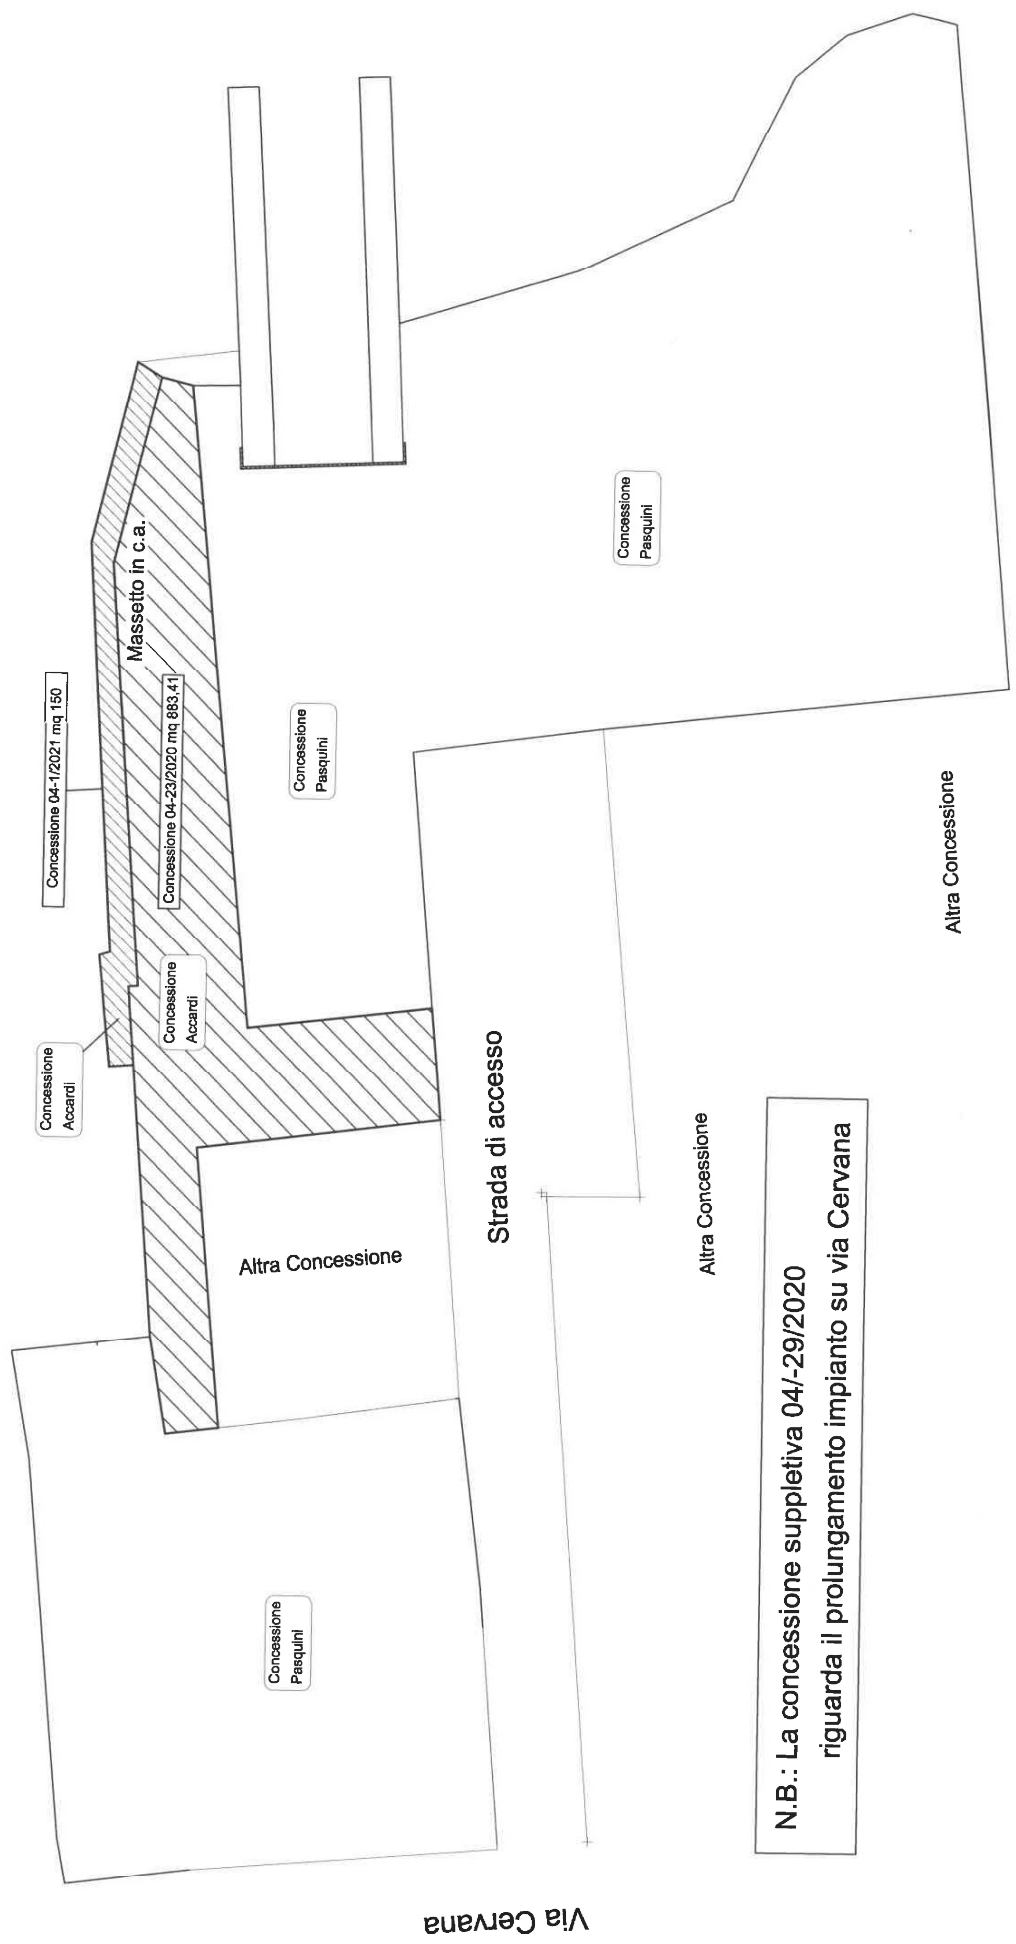 Concessione 04-1/2021 mq 150
Massetto in c.a.
Concessione 04-23/2020 mq 883,41
Concessione
Accardi
Concessione
Accardi
Concessione
Pasquini
Concessione
Pasquini
Concessione
Pasquini
Altra Concessione
Strada di accesso
Altra Concessione
Altra Concessione
N.B.: La concessione suppletiva 04/-29/2020
riguarda il prolungamento impianto su via Cervana
Via Cervana